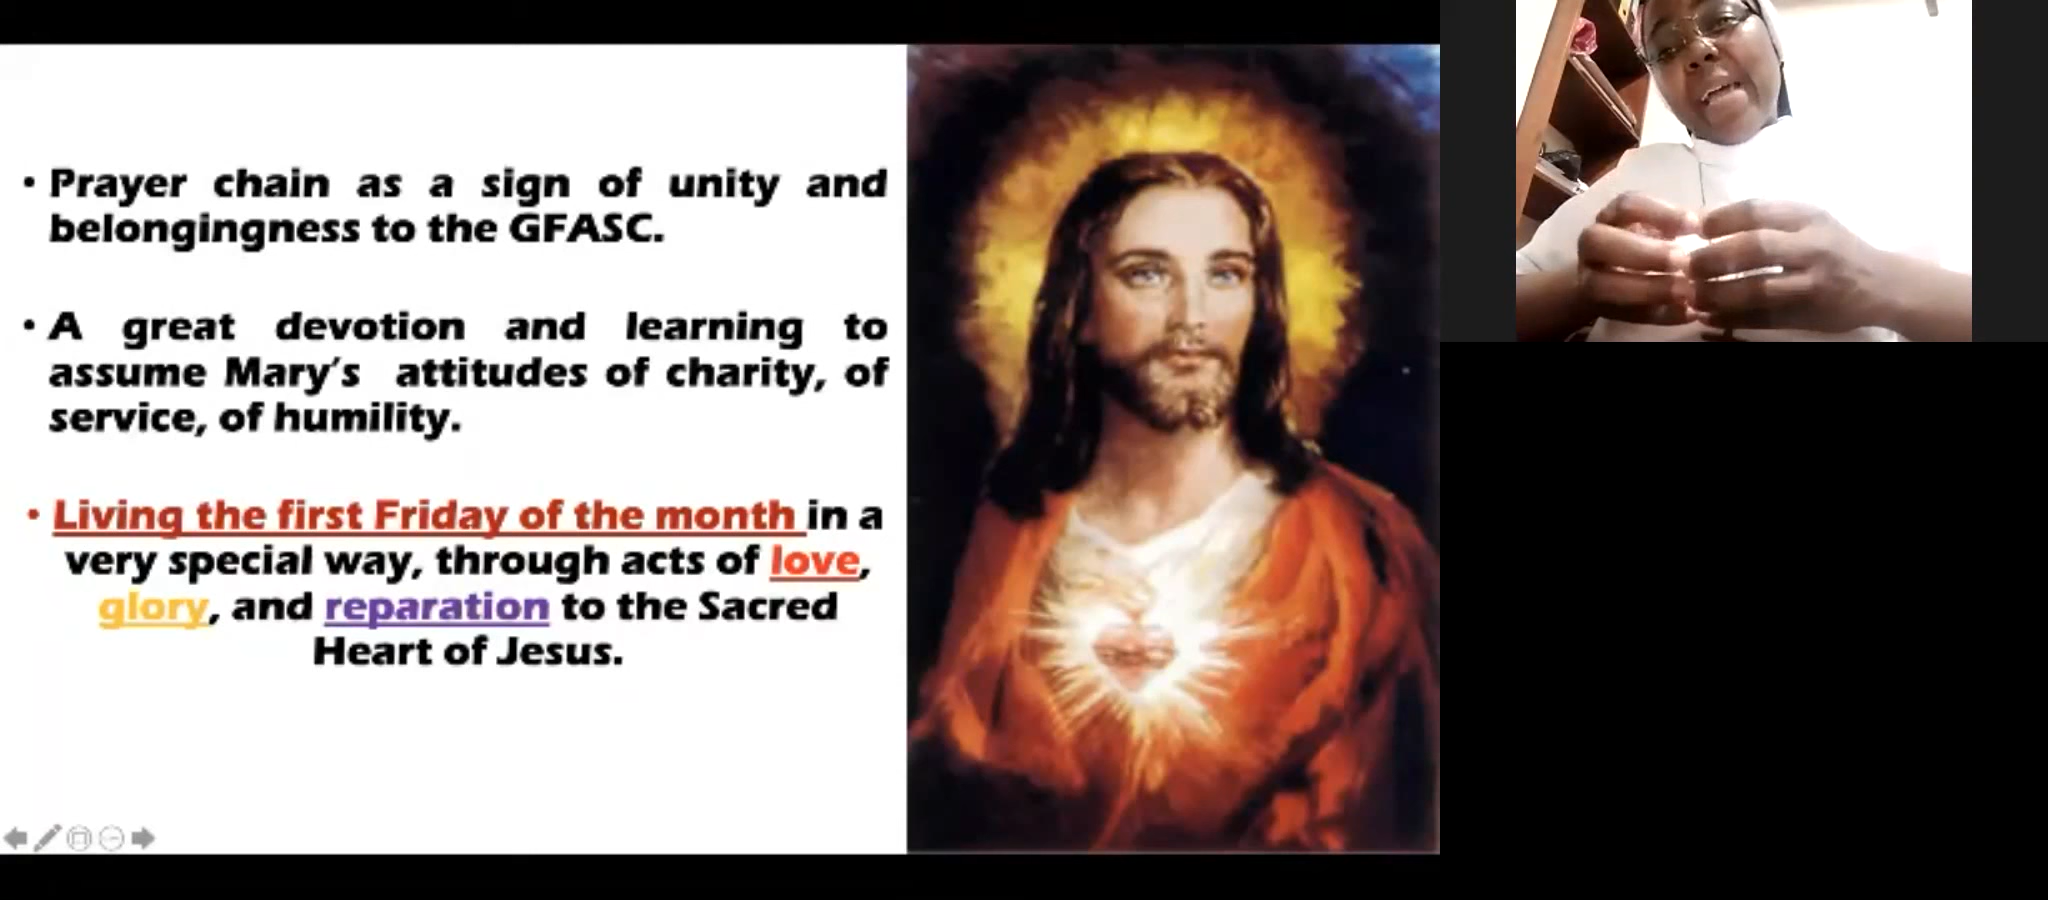 • Prayer chain as a sign of unity and
belongingness to the GFASC.
• A great devotion and learning to
assume Mary's attitudes of charity, of
service, of humility.
• Living the first Friday of the month in a
very special way, through acts of love,
glory, and reparation to the Sacred
Heart of Jesus.